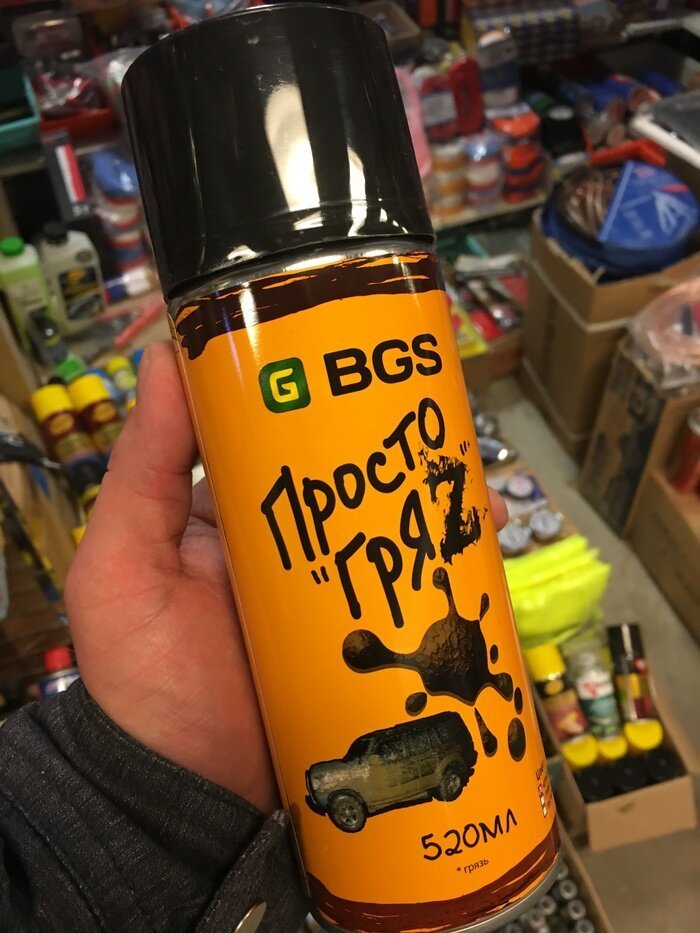 G BGS
Просто
"ГРЯZ"*
520мл
* грязь